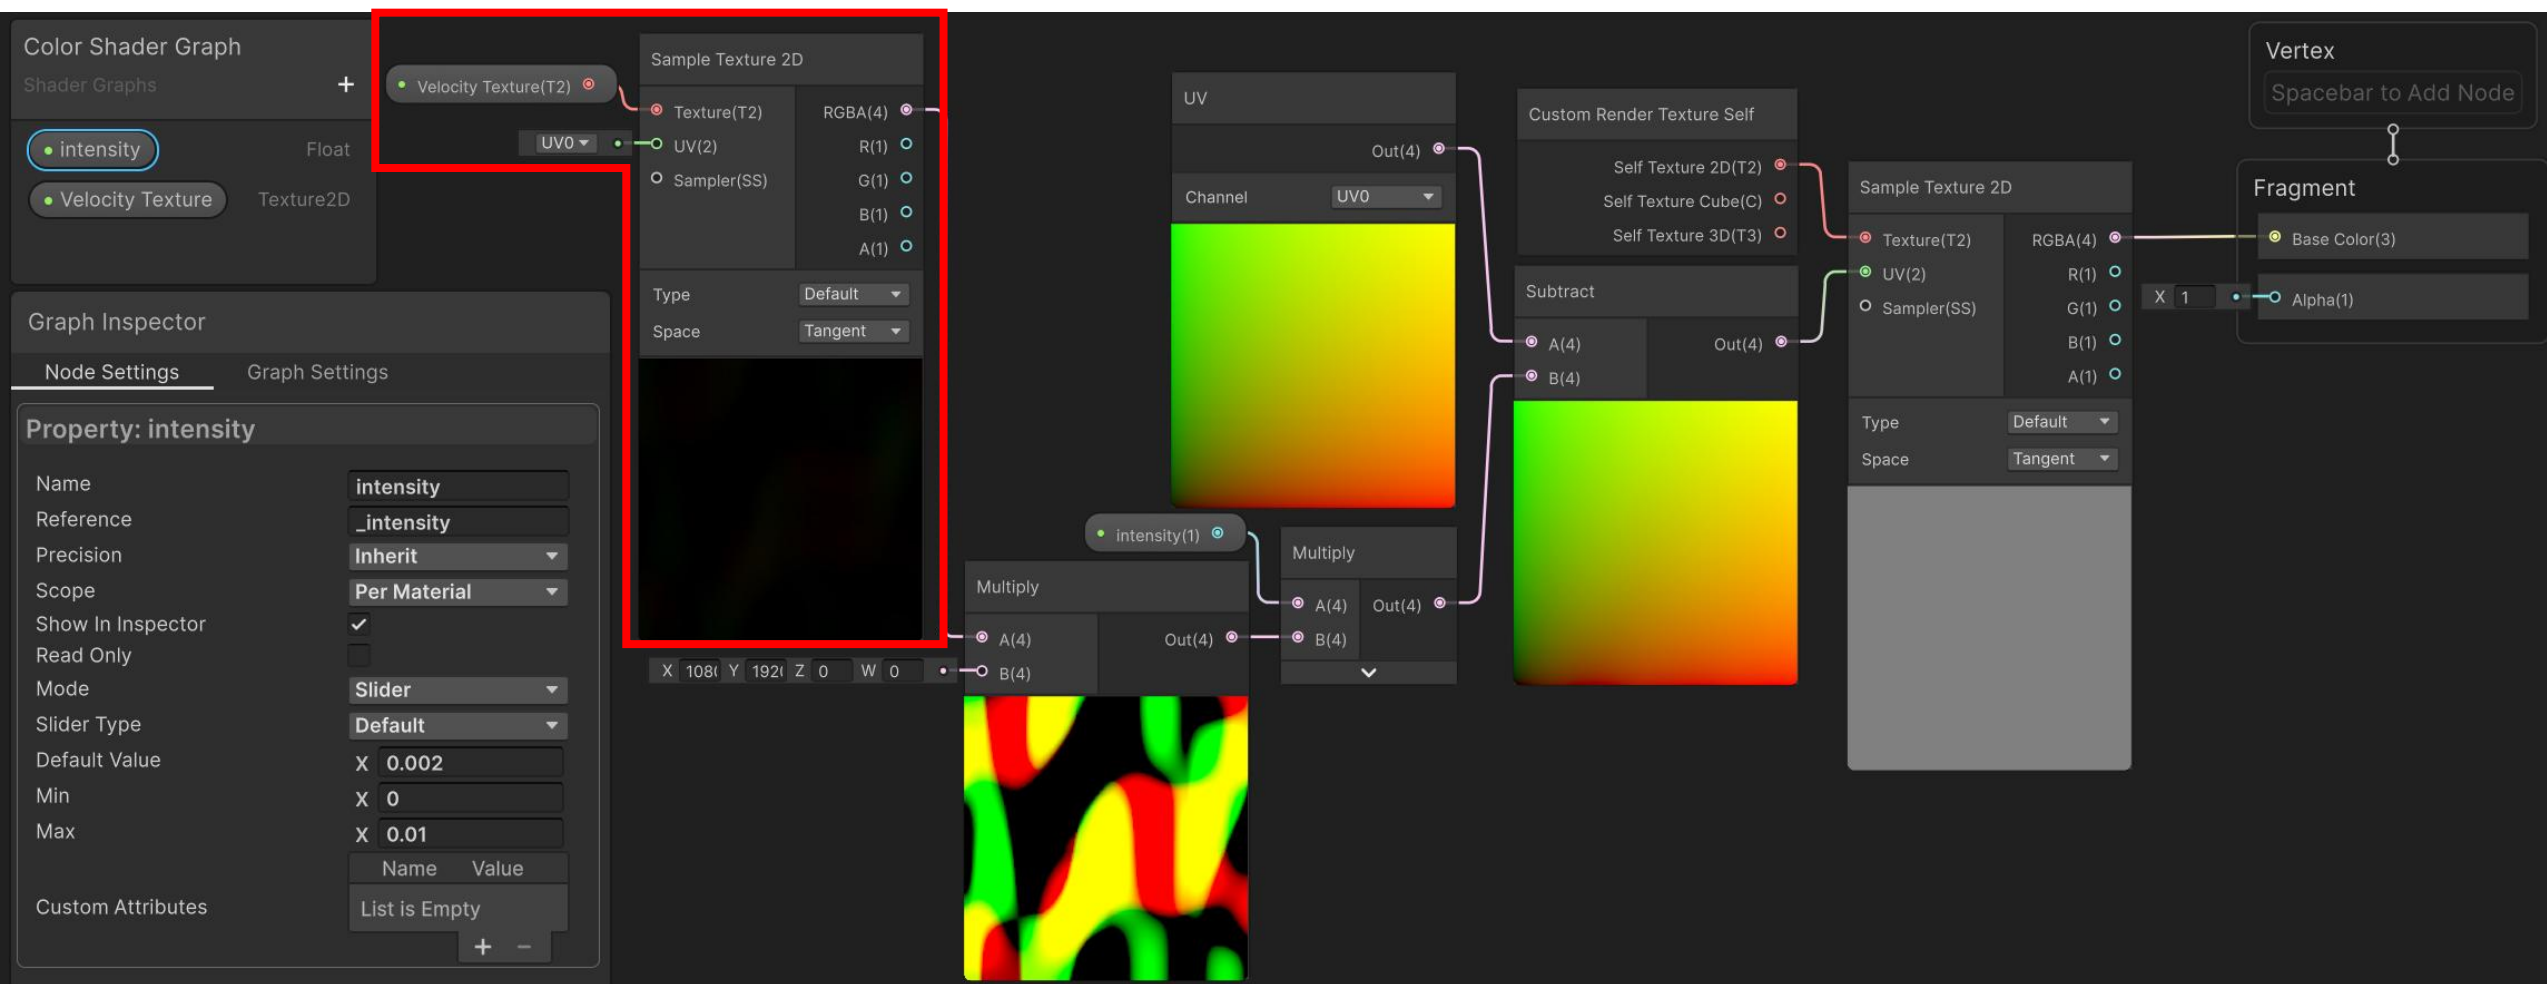 Color Shader Graph
Shader Graphs
+
intensity Float
Velocity Texture Texture2D
Graph Inspector
Node Settings Graph Settings
Property: intensity
Name intensity
Reference _intensity
Precision Inherit
Scope Per Material
Show In Inspector
Read Only
Mode Slider
Slider Type Default
Default Value X 0.002
Min X 0
Max X 0.01
Name Value
Custom Attributes List is Empty
+ −
Velocity Texture(T2)
UV0
Sample Texture 2D
Texture(T2) RGBA(4)
UV(2) R(1)
Sampler(SS) G(1)
B(1)
A(1)
Type Default
Space Tangent
X 108 Y 192 Z 0 W 0
Multiply
A(4) Out(4)
B(4)
intensity(1)
Multiply
A(4) Out(4)
B(4)
UV
Out(4)
Channel UV0
Custom Render Texture Self
Self Texture 2D(T2)
Self Texture Cube(C)
Self Texture 3D(T3)
Subtract
A(4) Out(4)
B(4)
Sample Texture 2D
Texture(T2) RGBA(4)
UV(2) R(1)
Sampler(SS) G(1)
B(1)
A(1)
Type Default
Space Tangent
Vertex
Spacebar to Add Node
Fragment
Base Color(3)
X 1 Alpha(1)